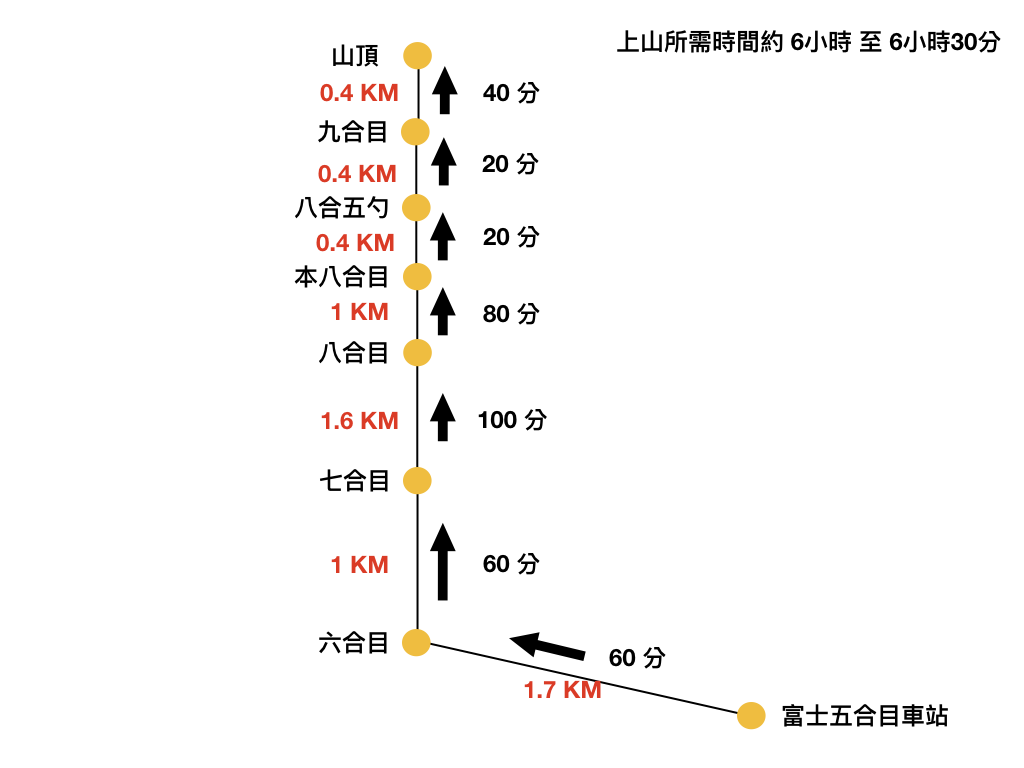 上山所需時間約 6小時 至 6小時30分
山頂
0.4 KM
40 分
九合目
0.4 KM
20 分
八合五勺
0.4 KM
20 分
本八合目
1 KM
80 分
八合目
1.6 KM
100 分
七合目
1 KM
60 分
六合目
60 分
1.7 KM
富士五合目車站